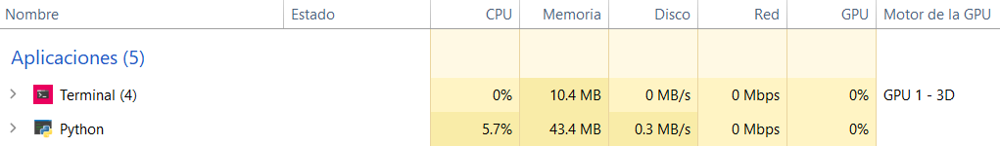 Nombre Estado CPU Memoria Disco Red GPU Motor de la GPU
Aplicaciones (5)
Terminal (4) 0% 10.4 MB 0 MB/s 0 Mbps 0% GPU 1 - 3D
Python 5.7% 43.4 MB 0.3 MB/s 0 Mbps 0%